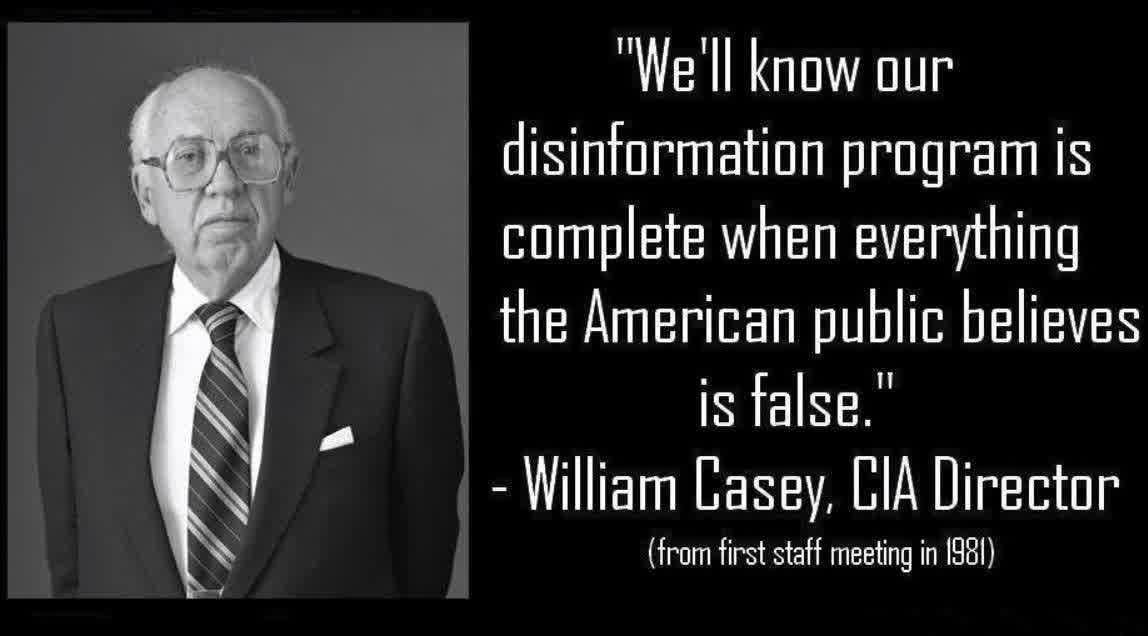 "We'll know our
disinformation program is
complete when everything
the American public believes
is false."
- William Casey, CIA Director
(from first staff meeting in 1981)